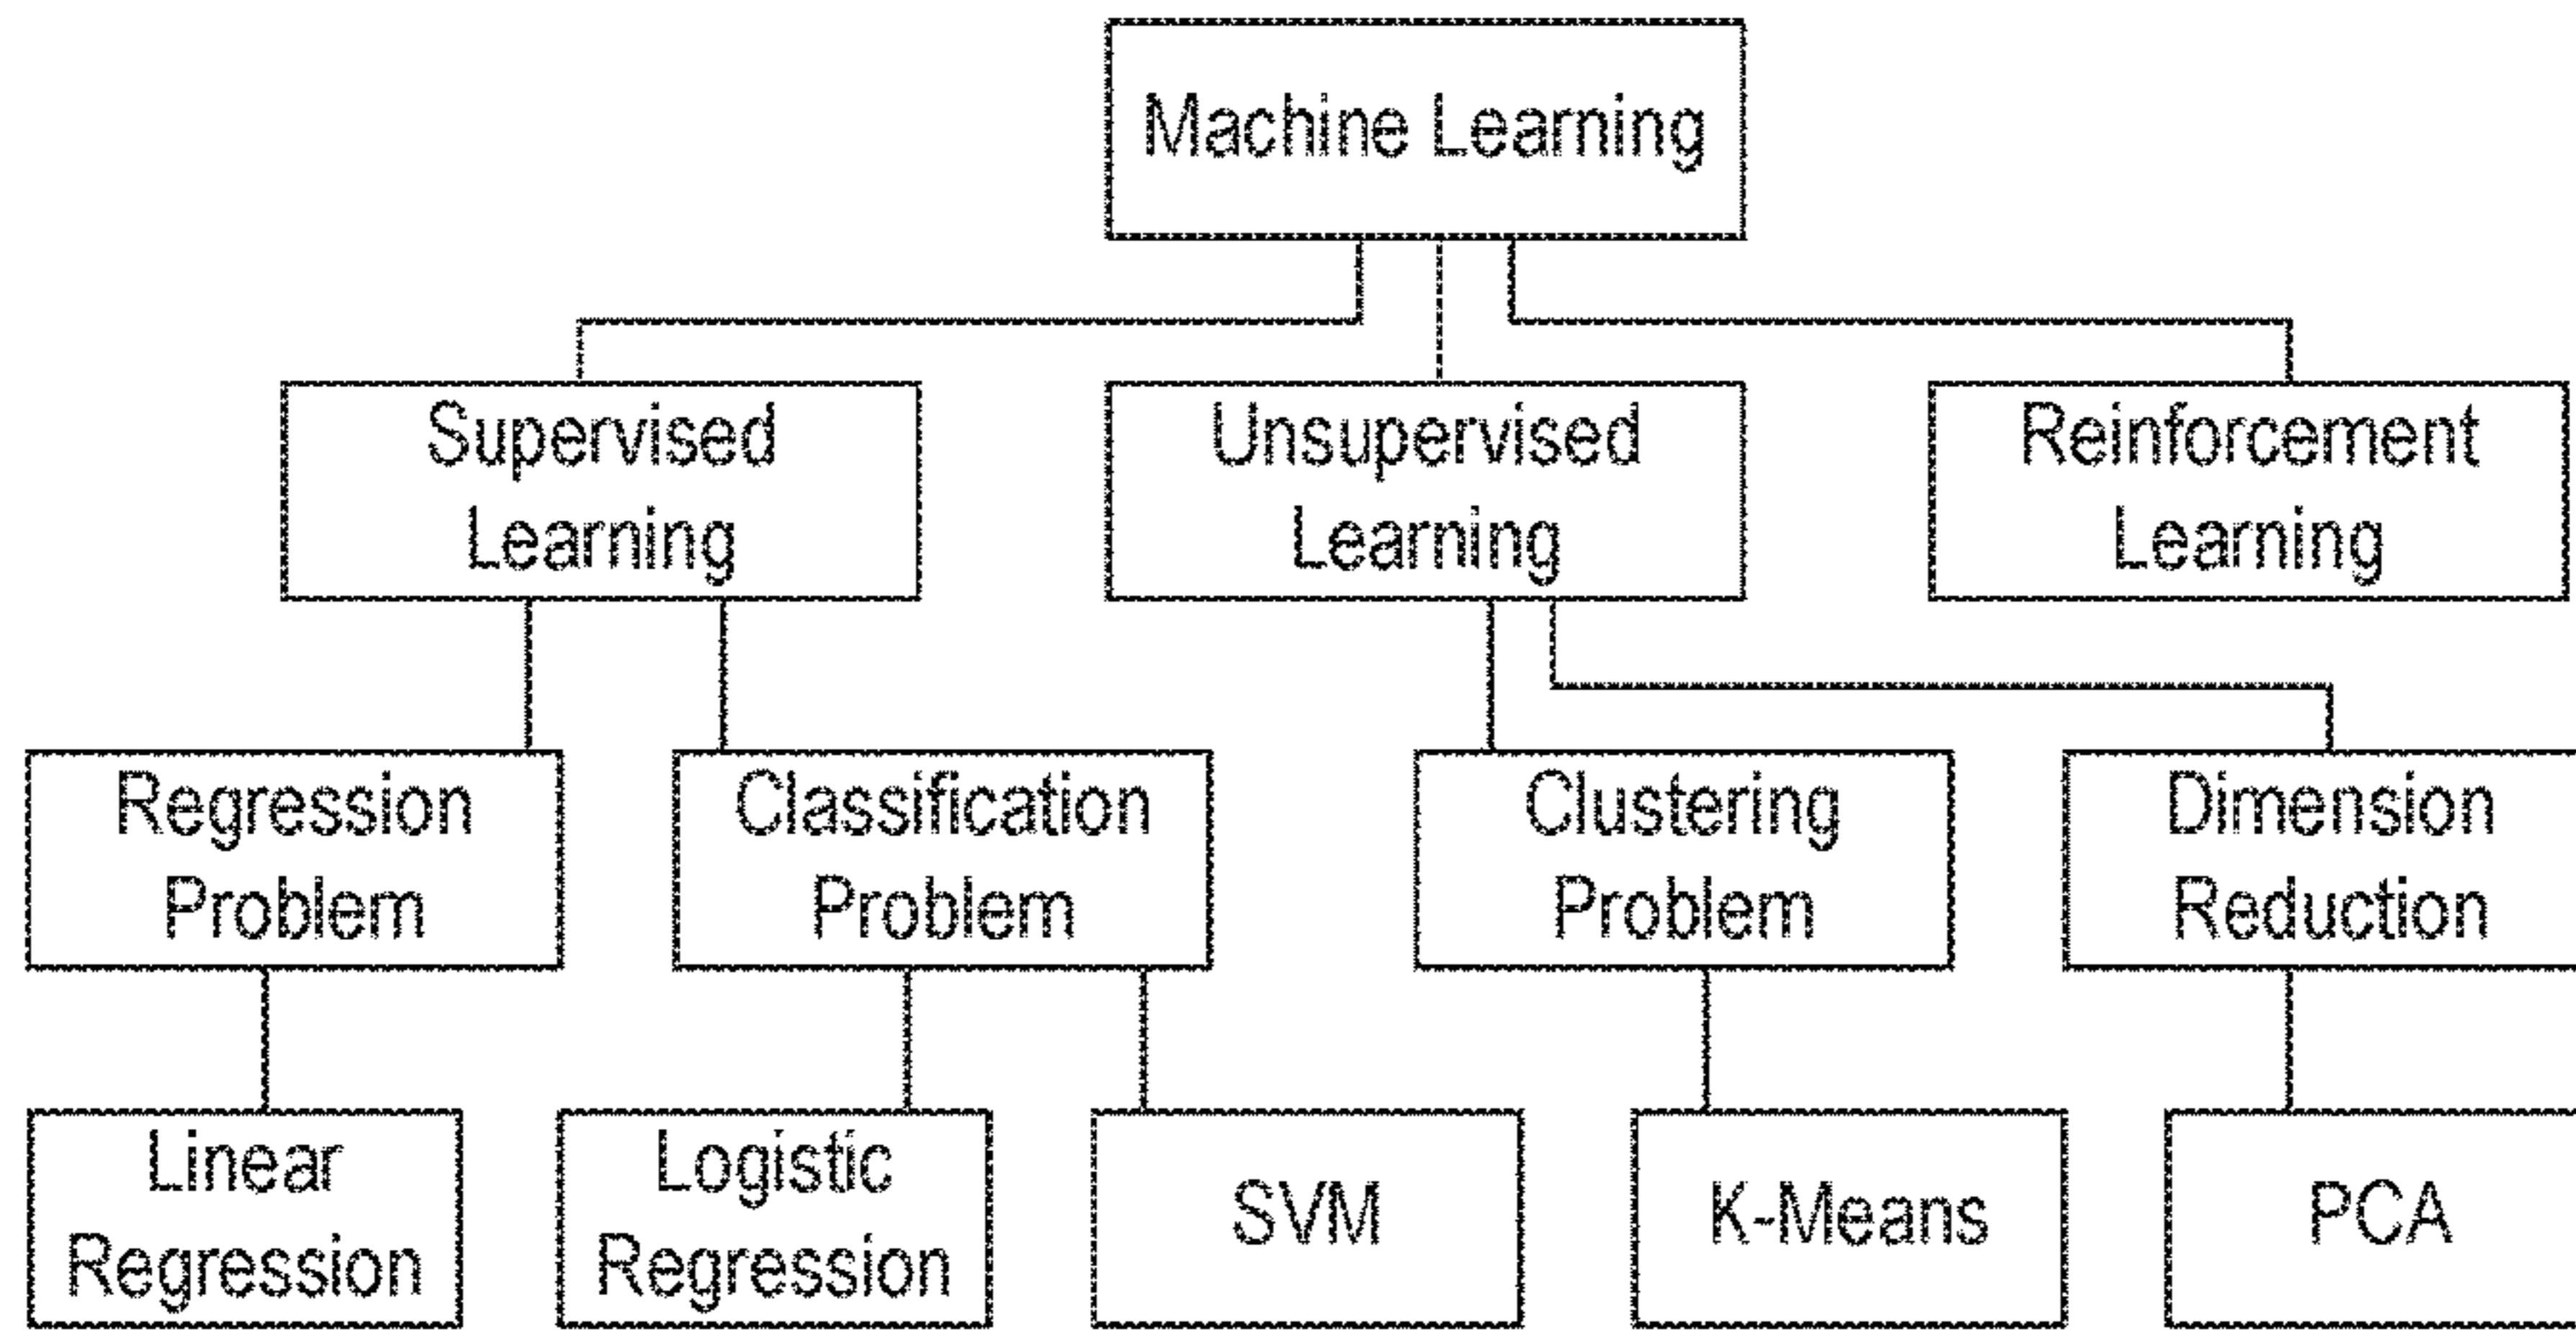 Machine Learning
Supervised
Learning
Unsupervised
Learning
Reinforcement
Learning
Regression
Problem
Classification
Problem
Clustering
Problem
Dimension
Reduction
Linear
Regression
Logistic
Regression
SVM
K-Means
PCA